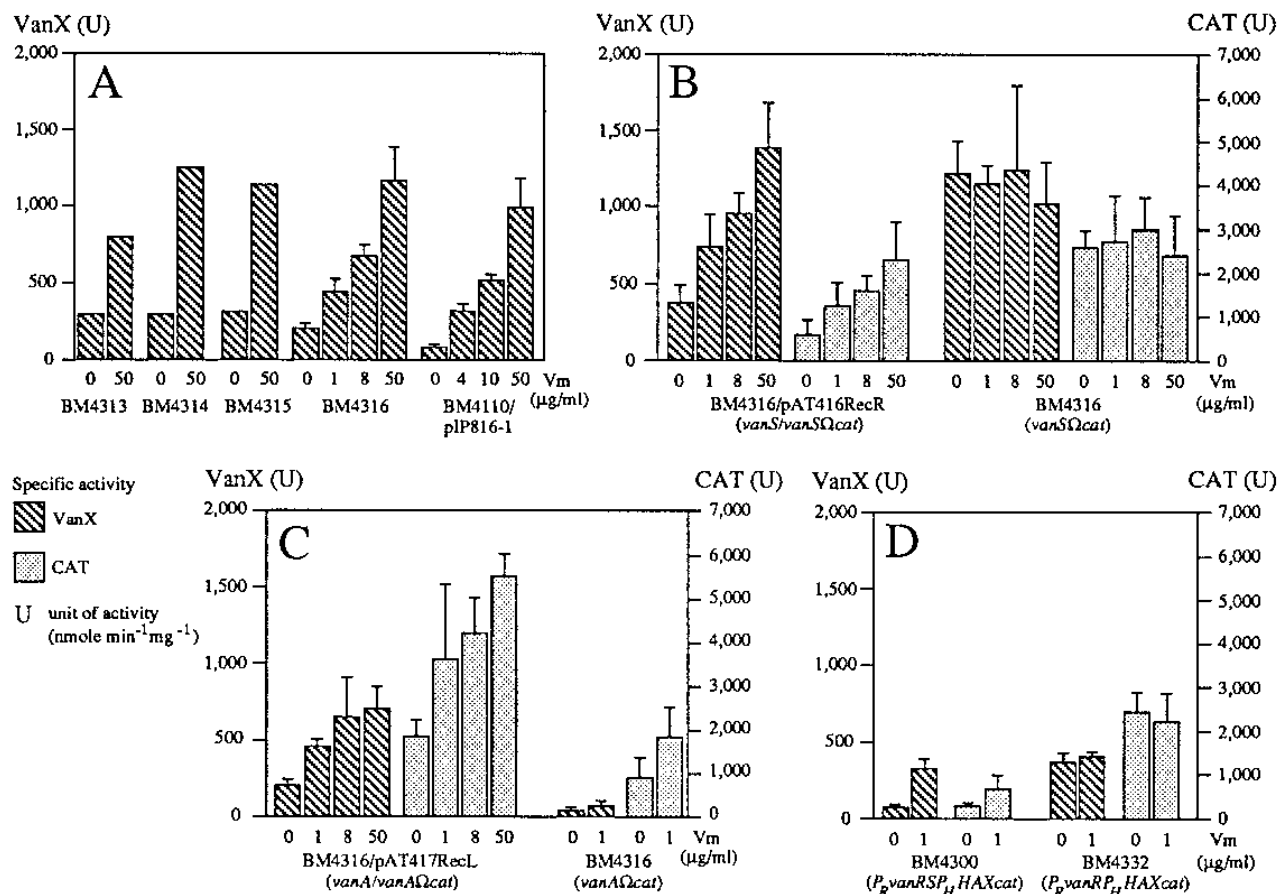 VanX (U)
2,000
1,500
1,000
500
0
A
0 50 0 50 0 50 0 1 8 50 0 4 10 50 Vm
BM4313 BM4314 BM4315 BM4316 BM4110/ (µg/ml)
pIP816-1
VanX (U) CAT (U)
2,000 7,000
6,000
1,500 5,000
4,000
1,000 3,000
500 2,000
1,000
0 0
B
0 1 8 50 0 1 8 50 0 1 8 50 0 1 8 50 Vm
BM4316/pAT416RecR BM4316 (µg/ml)
(vanS/vanSΩcat) (vanSΩcat)
Specific activity
VanX
CAT
U unit of activity
(nmole min⁻¹mg⁻¹)
VanX (U) CAT (U)
2,000 7,000
6,000
1,500 5,000
4,000
1,000 3,000
500 2,000
1,000
0 0
C
0 1 8 50 0 1 8 50 0 1 0 1 Vm
BM4316/pAT417RecL BM4316 (µg/ml)
(vanA/vanAΩcat) (vanAΩcat)
VanX (U) CAT (U)
2,000 7,000
6,000
1,500 5,000
4,000
1,000 3,000
500 2,000
1,000
0 0
D
0 1 0 1 0 1 0 1 Vm
BM4300 BM4332 (µg/ml)
(P_R vanRSP_H HAXcat) (P_R vanRP_H HAXcat)